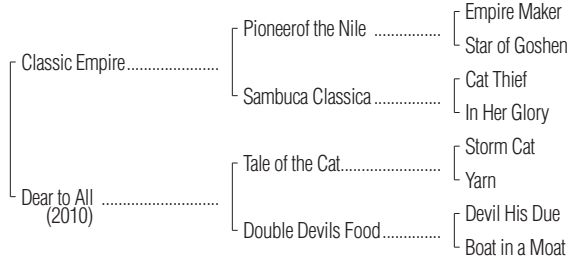 Empire Maker
Pioneerof the Nile ................
Star of Goshen
Classic Empire......................
Cat Thief
Sambuca Classica ................
In Her Glory
Storm Cat
Tale of the Cat........................
Yarn
Dear to All ............................
(2010)
Devil His Due
Double Devils Food..............
Boat in a Moat